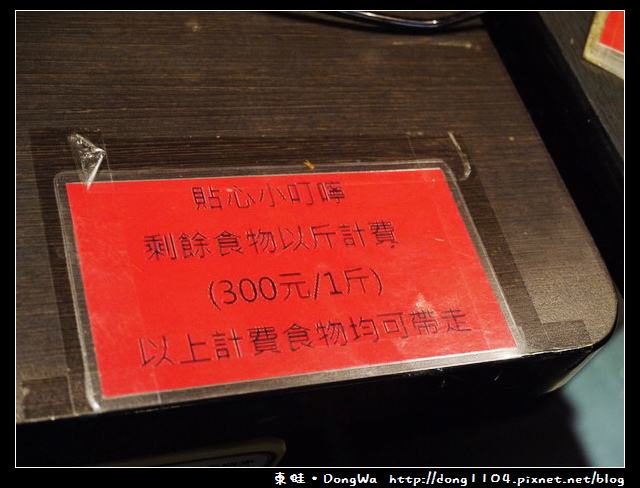 貼心小叮嚀
剩餘食物以斤計費
(300元/1斤)
以上計費食物均可帶走
東旺・DongWa http://dong1104.pixnet.net/blog